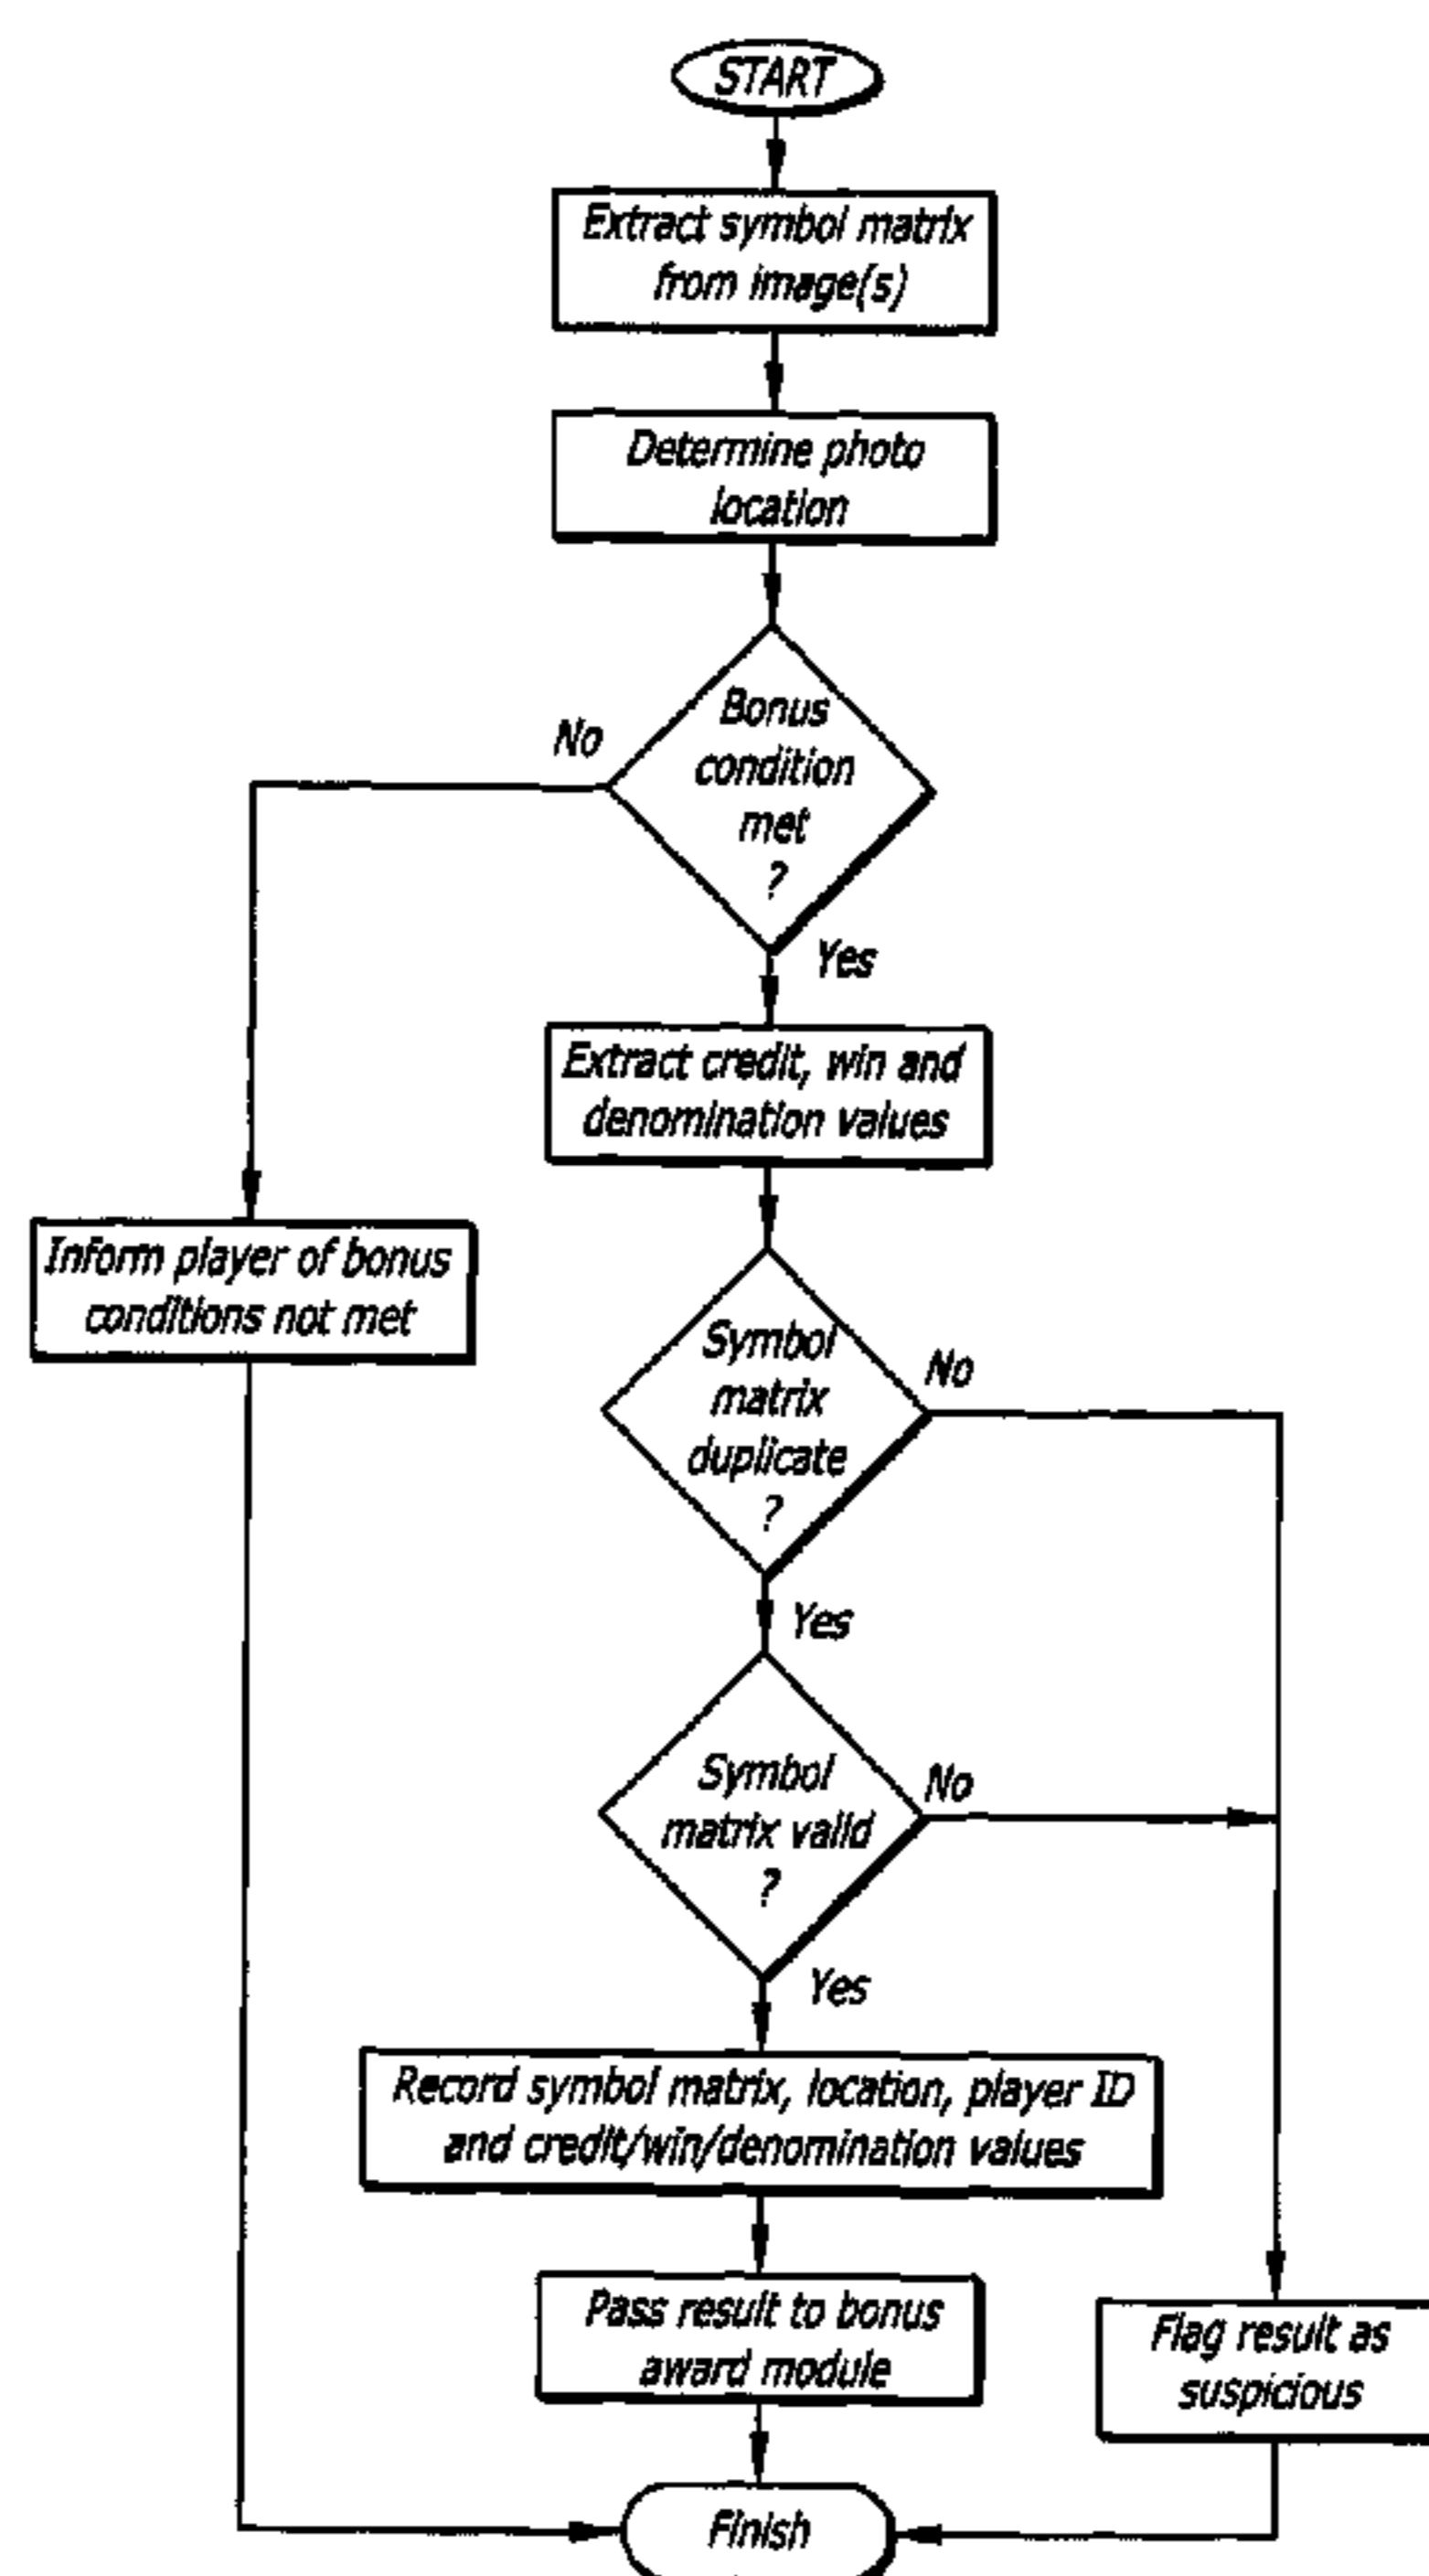 START
Extract symbol matrix
from image(s)
Determine photo
location
Bonus
condition
met
?
No
Yes
Extract credit, win and
denomination values
Inform player of bonus
conditions not met
Symbol
matrix
duplicate
?
No
Yes
Symbol
matrix valid
?
No
Yes
Record symbol matrix, location, player ID
and credit/win/denomination values
Pass result to bonus
award module
Flag result as
suspicious
Finish